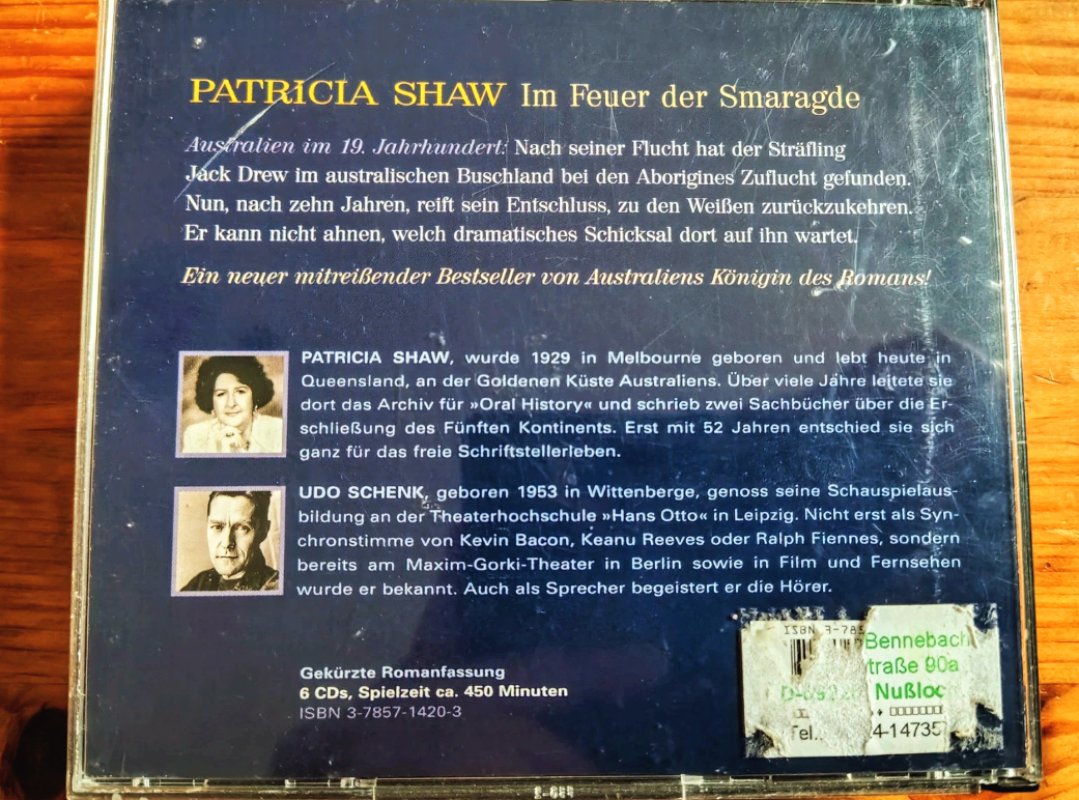 PATRICIA SHAW Im Feuer der Smaragde
Australien im 19. Jahrhundert: Nach seiner Flucht hat der Sträfling
Jack Drew im australischen Buschland bei den Aborigines Zuflucht gefunden.
Nun, nach zehn Jahren, reift sein Entschluss, zu den Weißen zurückzukehren.
Er kann nicht ahnen, welch dramatisches Schicksal dort auf ihn wartet.
Ein neuer mitreißender Bestseller von Australiens Königin des Romans!
PATRICIA SHAW, wurde 1929 in Melbourne geboren und lebt heute in
Queensland, an der Goldenen Küste Australiens. Über viele Jahre leitete sie
dort das Archiv für »Oral History« und schrieb zwei Sachbücher über die Er-
schließung des Fünften Kontinents. Erst mit 52 Jahren entschied sie sich
ganz für das freie Schriftstellerleben.
UDO SCHENK, geboren 1953 in Wittenberge, genoss seine Schauspielaus-
bildung an der Theaterhochschule »Hans Otto« in Leipzig. Nicht erst als Syn-
chronstimme von Kevin Bacon, Keanu Reeves oder Ralph Fiennes, sondern
bereits am Maxim-Gorki-Theater in Berlin sowie in Film und Fernsehen
wurde er bekannt. Auch als Sprecher begeistert er die Hörer.
Gekürzte Romanfassung
6 CDs, Spielzeit ca. 450 Minuten
ISBN 3-7857-1420-3
ISBN 3-785
Bennebach
traße 90a
Nußloc
Tel.: 4-14735